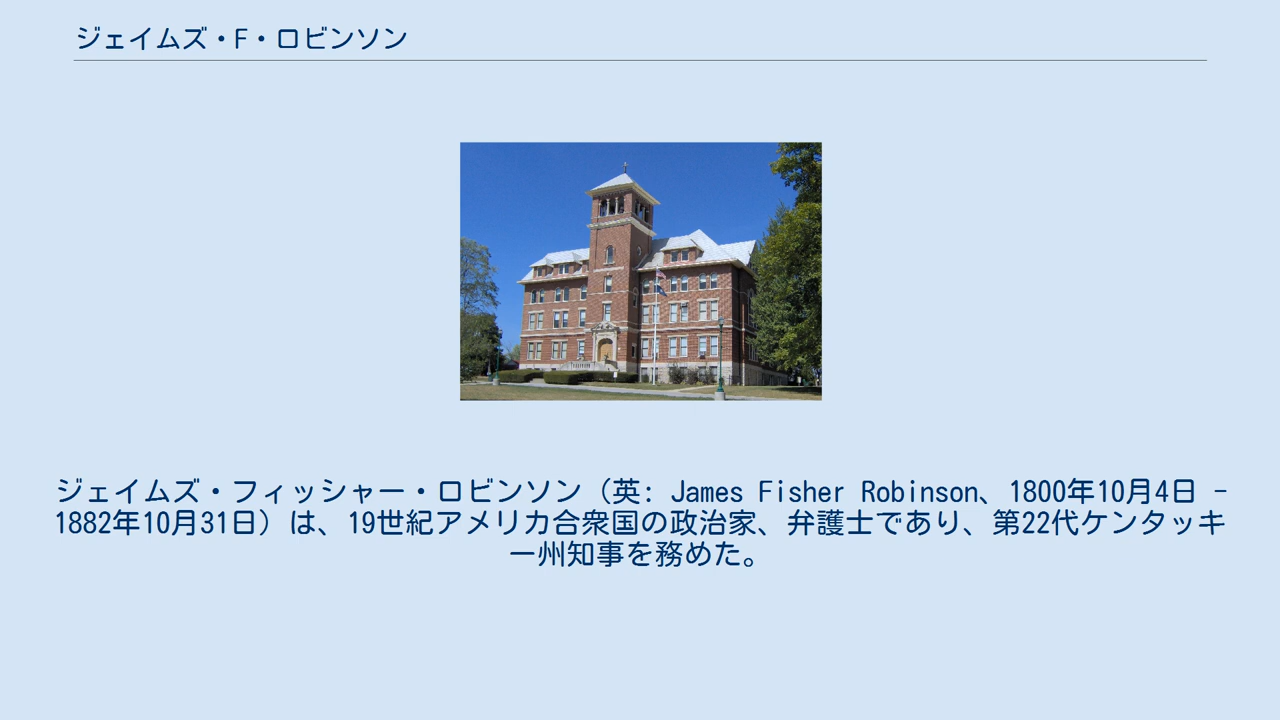 ジェイムズ・F・ロビンソン
ジェイムズ・フィッシャー・ロビンソン（英: James Fisher Robinson、1800年10月4日 -
1882年10月31日）は、19世紀アメリカ合衆国の政治家、弁護士であり、第22代ケンタッキ
ー州知事を務めた。